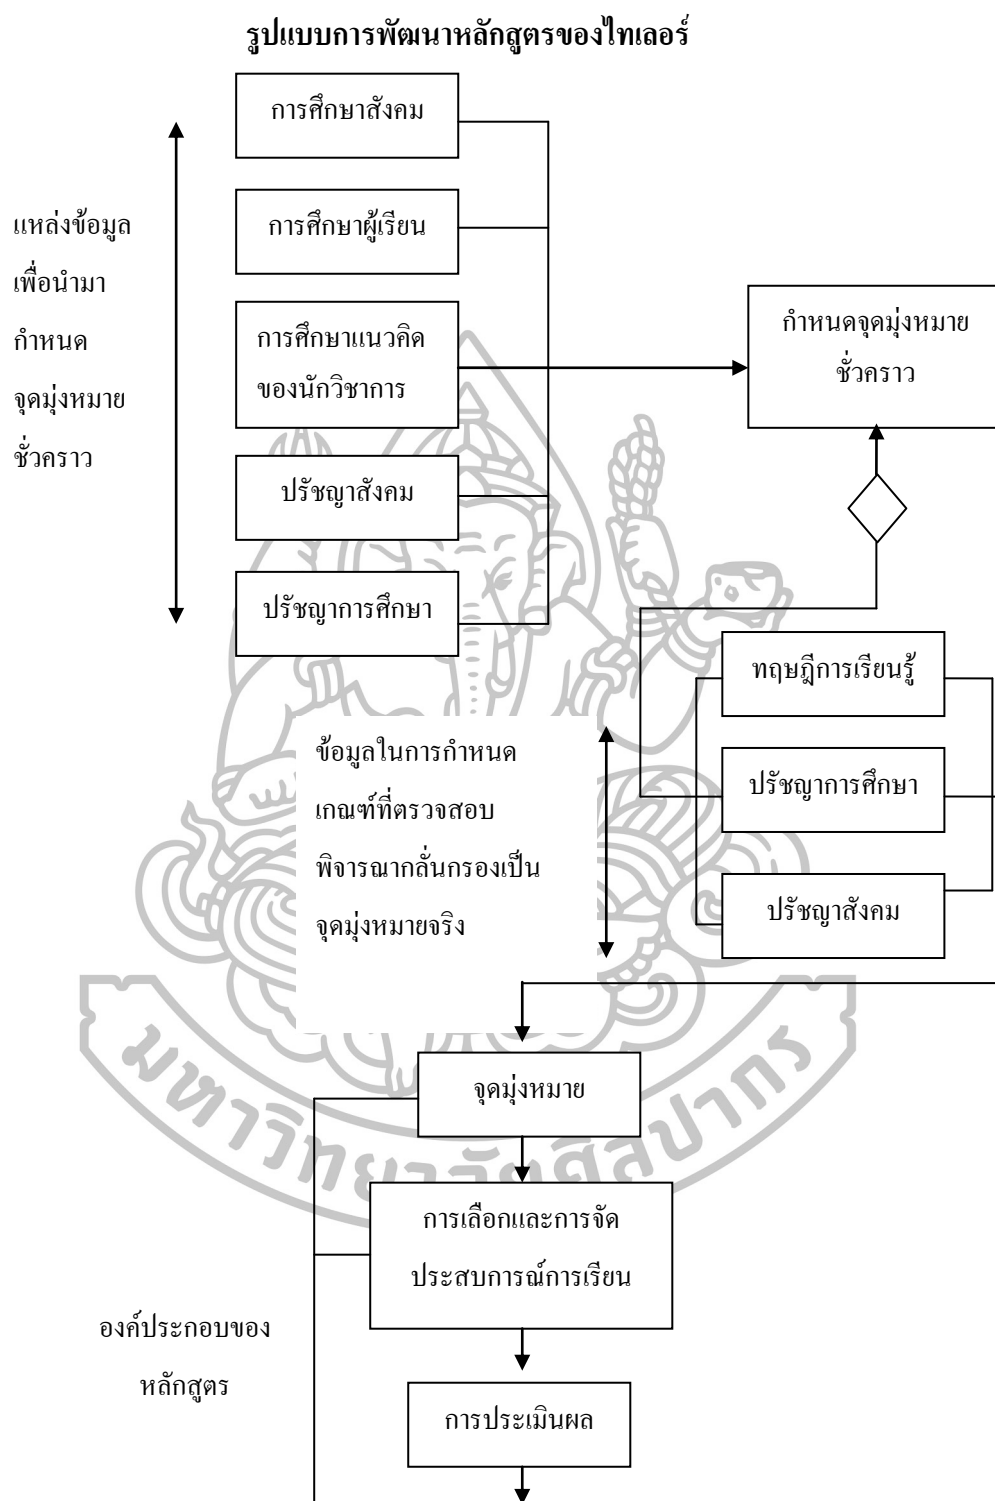 รูปแบบการพัฒนาหลักสูตรของไทเลอร์
การศึกษาสังคม
การศึกษาผู้เรียน
การศึกษาแนวคิด
ของนักวิชาการ
ปรัชญาสังคม
ปรัชญาการศึกษา
แหล่งข้อมูล
เพื่อนำมา
กำหนด
จุดมุ่งหมาย
ชั่วคราว
กำหนดจุดมุ่งหมาย
ชั่วคราว
ทฤษฎีการเรียนรู้
ปรัชญาการศึกษา
ปรัชญาสังคม
ข้อมูลในการกำหนด
เกณฑ์ที่ตรวจสอบ
พิจารณากลั่นกรองเป็น
จุดมุ่งหมายจริง
จุดมุ่งหมาย
มหาวิทยาลัยศิลปากร
การเลือกและการจัด
ประสบการณ์การเรียน
องค์ประกอบของ
หลักสูตร
การประเมินผล